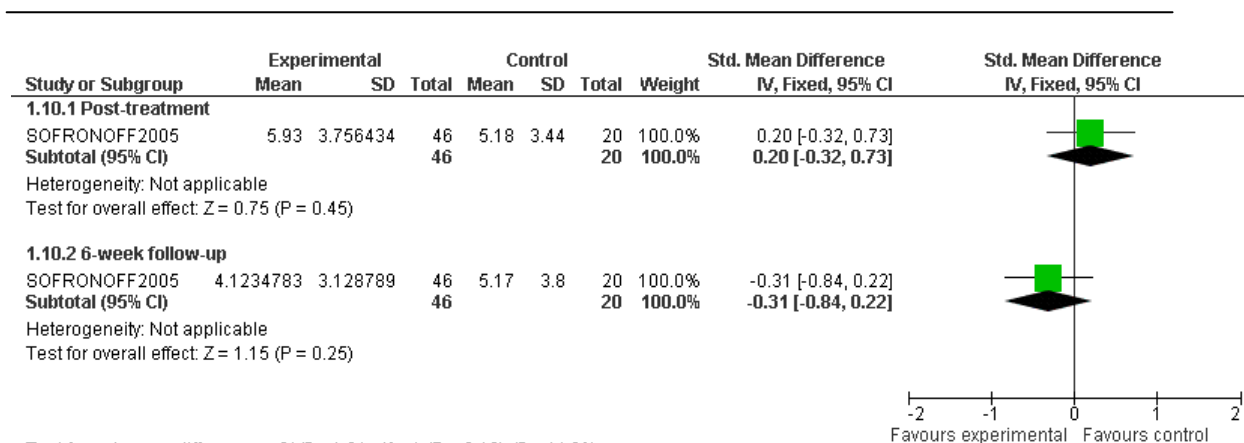 Experimental Control Std. Mean Difference Std. Mean Difference
Study or Subgroup Mean SD Total Mean SD Total Weight IV, Fixed, 95% CI IV, Fixed, 95% CI
1.10.1 Post-treatment
SOFRONOFF2005 5.93 3.756434 46 5.18 3.44 20 100.0% 0.20 [-0.32, 0.73]
Subtotal (95% CI) 46 20 100.0% 0.20 [-0.32, 0.73]
Heterogeneity: Not applicable
Test for overall effect: Z = 0.75 (P = 0.45)
1.10.2 6-week follow-up
SOFRONOFF2005 4.1234783 3.128789 46 5.17 3.8 20 100.0% -0.31 [-0.84, 0.22]
Subtotal (95% CI) 46 20 100.0% -0.31 [-0.84, 0.22]
Heterogeneity: Not applicable
Test for overall effect: Z = 1.15 (P = 0.25)
-2 -1 0 1 2
Favours experimental Favours control